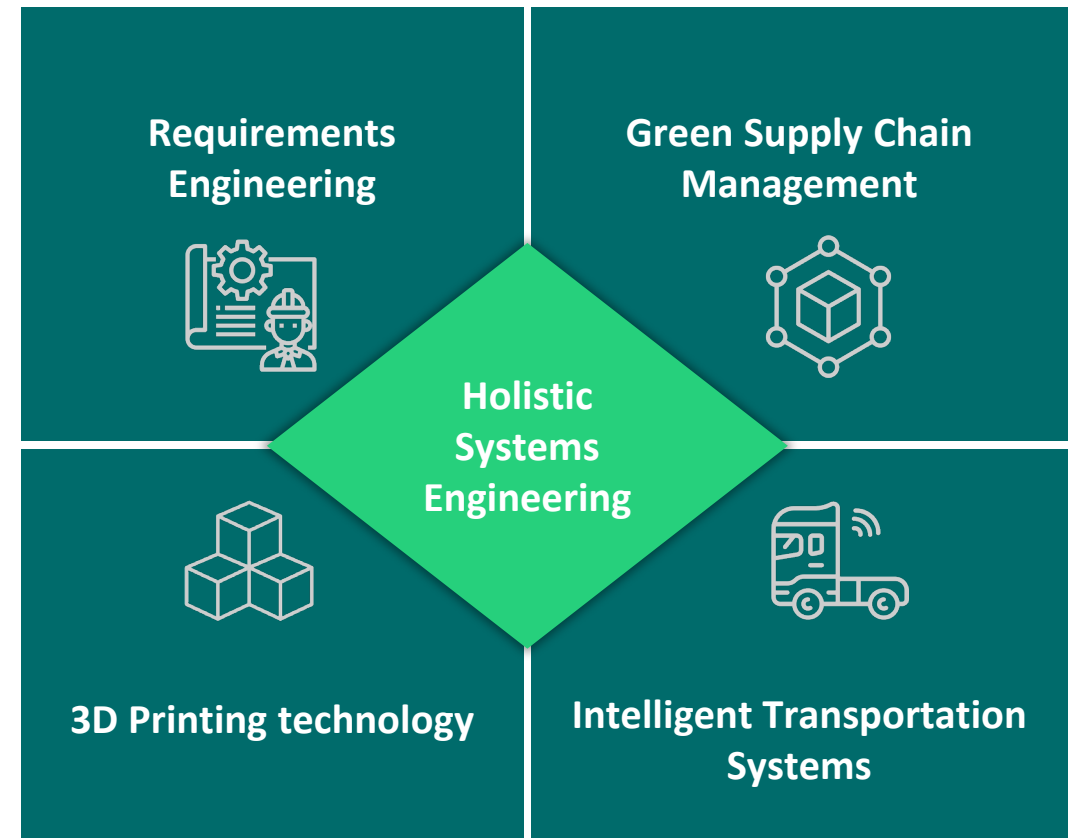 Requirements
Engineering
Green Supply Chain
Management
Holistic
Systems
Engineering
3D Printing technology
Intelligent Transportation
Systems